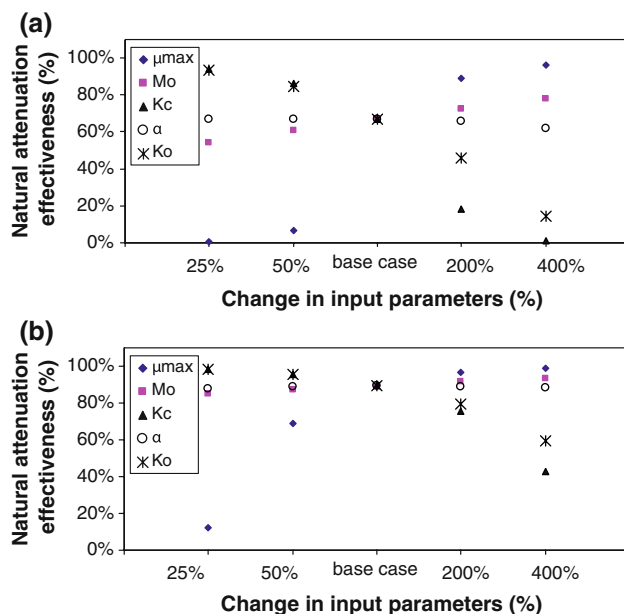 (a)
Natural attenuation
effectiveness (%)
100%
80%
60%
40%
20%
0%
μmax
Mo
Kc
α
Ko
25%
50%
base case
200%
400%
Change in input parameters (%)
(b)
Natural attenuation
effectiveness (%)
100%
80%
60%
40%
20%
0%
μmax
Mo
Kc
α
Ko
25%
50%
base case
200%
400%
Change in input parameters (%)